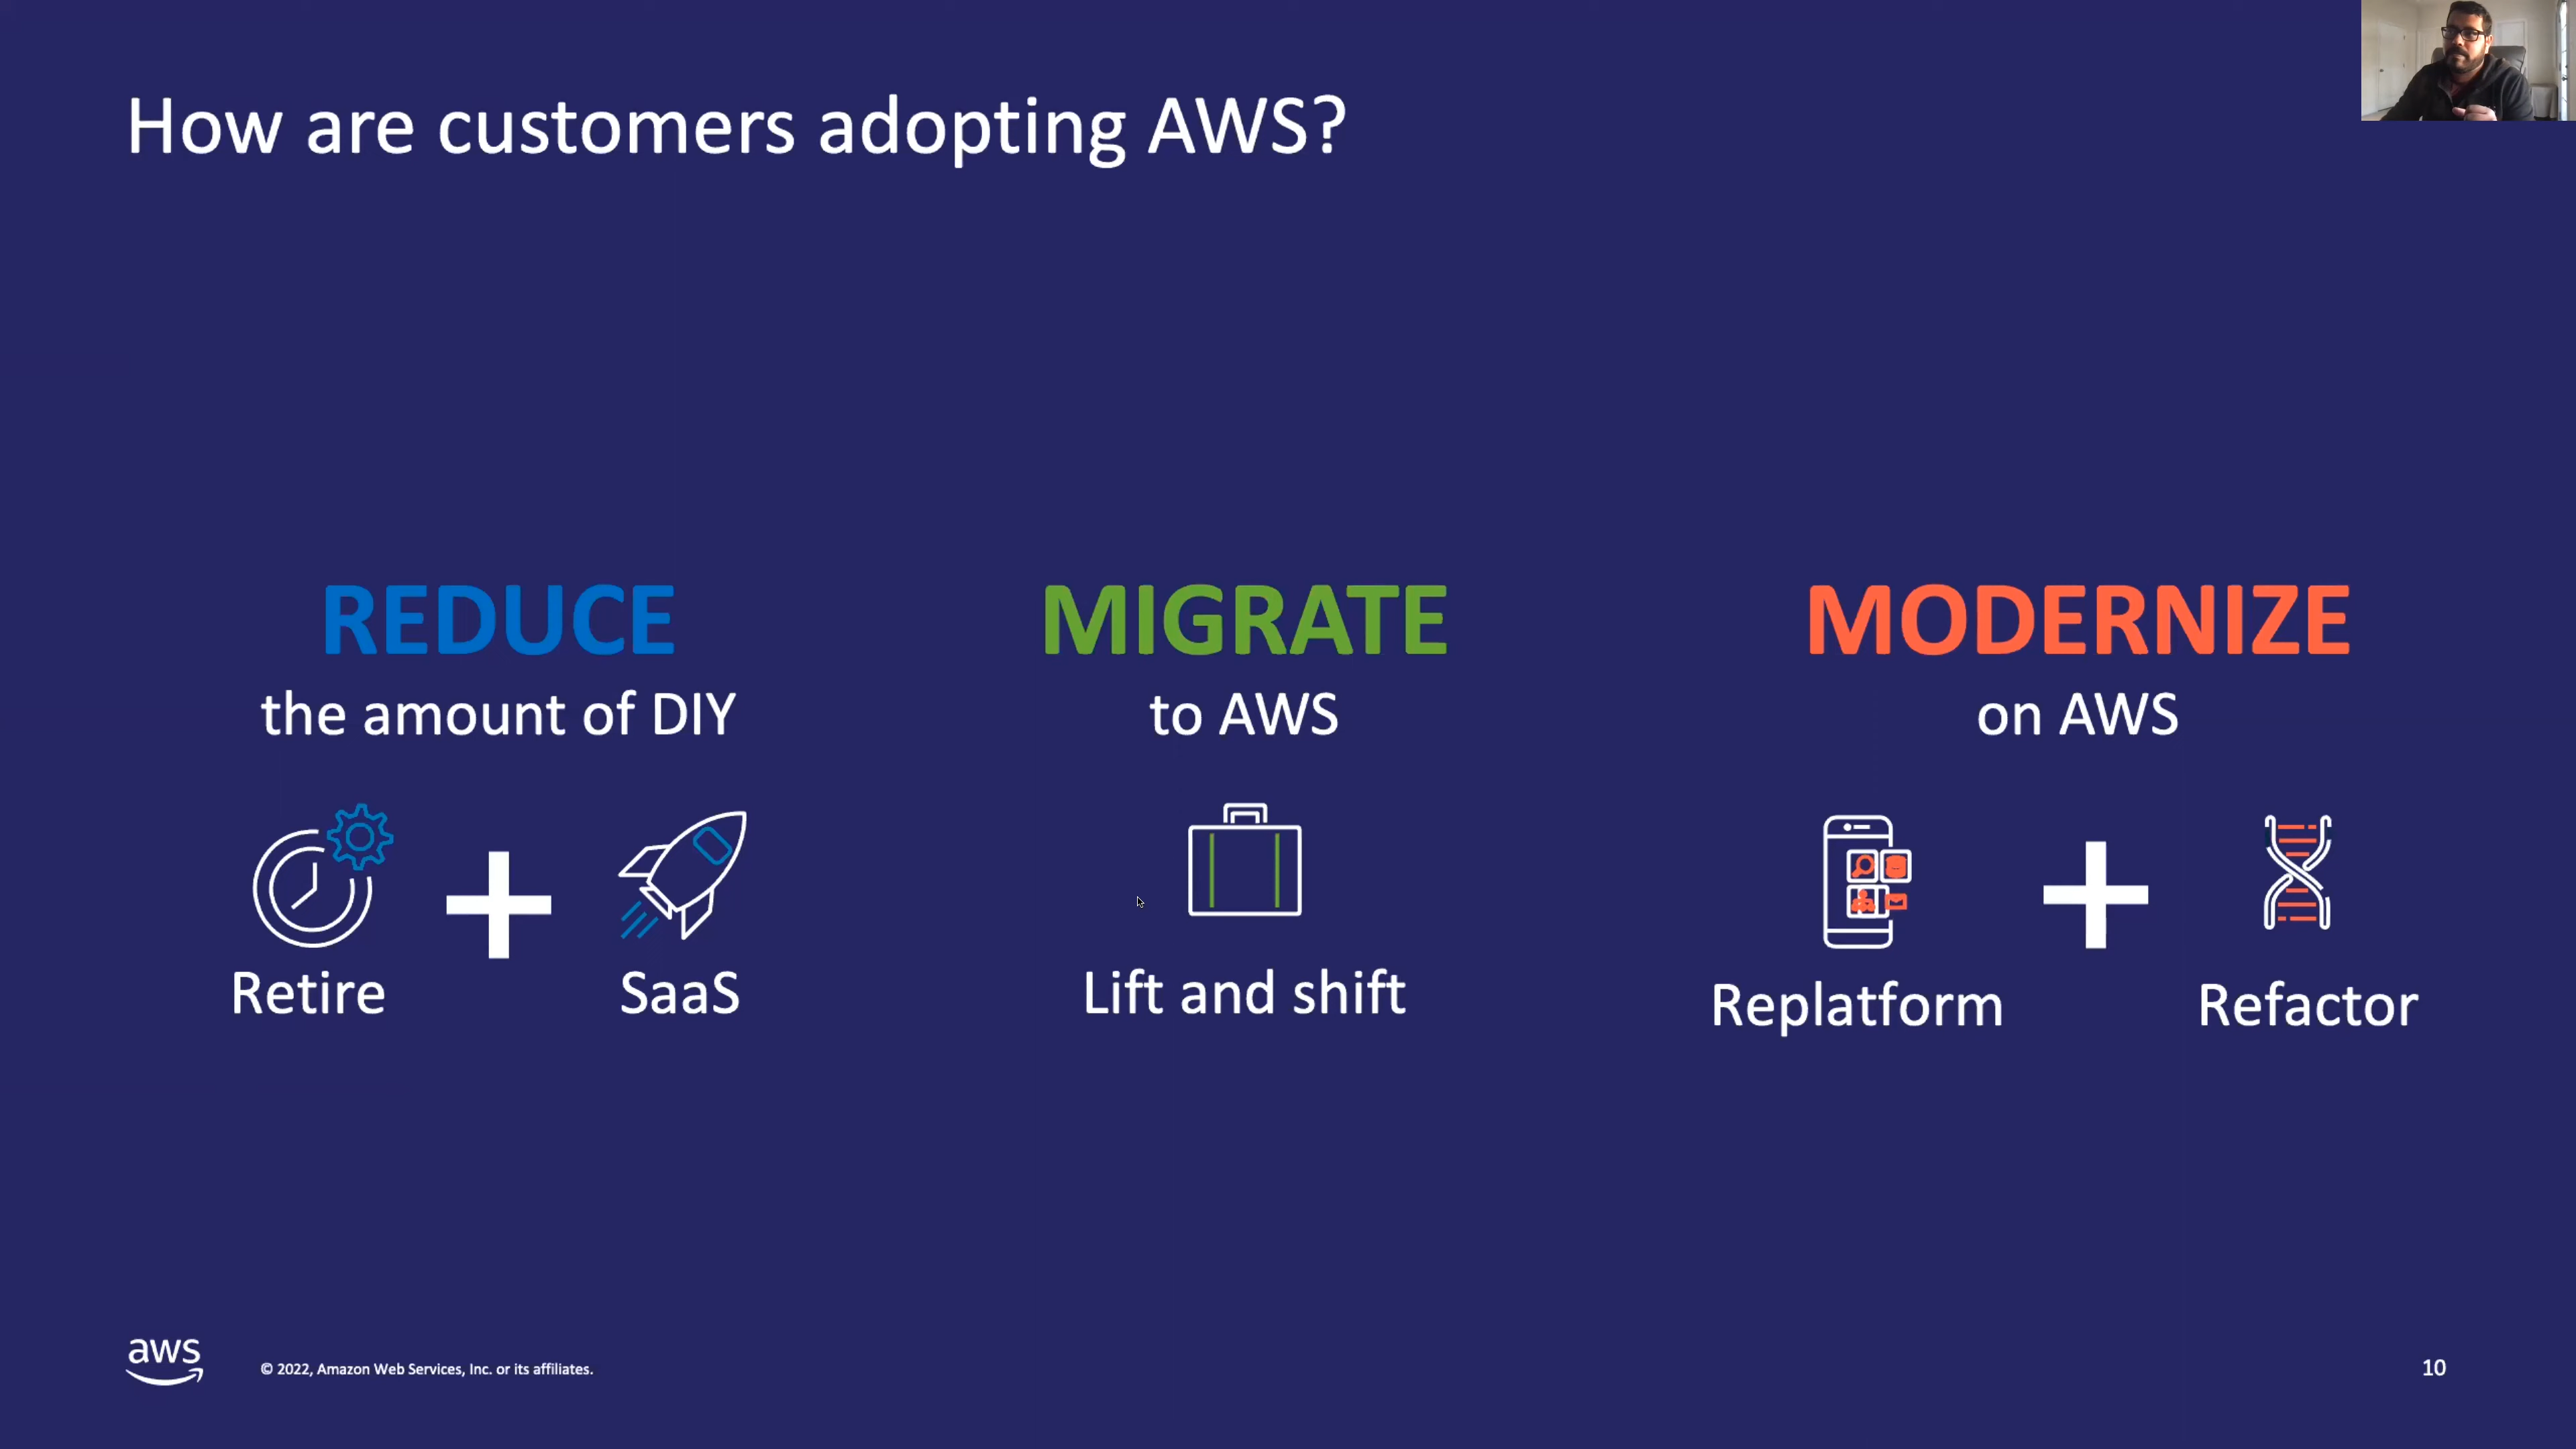 How are customers adopting AWS?
REDUCE
the amount of DIY
Retire
SaaS
MIGRATE
to AWS
Lift and shift
MODERNIZE
on AWS
Replatform
Refactor
aws
© 2022, Amazon Web Services, Inc. or its affiliates.
10